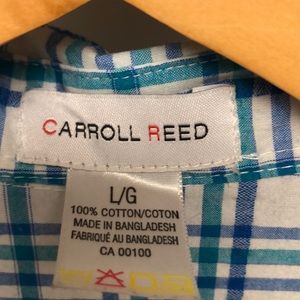 CARROLL REED
L/G
100% COTTON/COTON
MADE IN BANGLADESH
FABRIQUÉ AU BANGLADESH
CA 00100